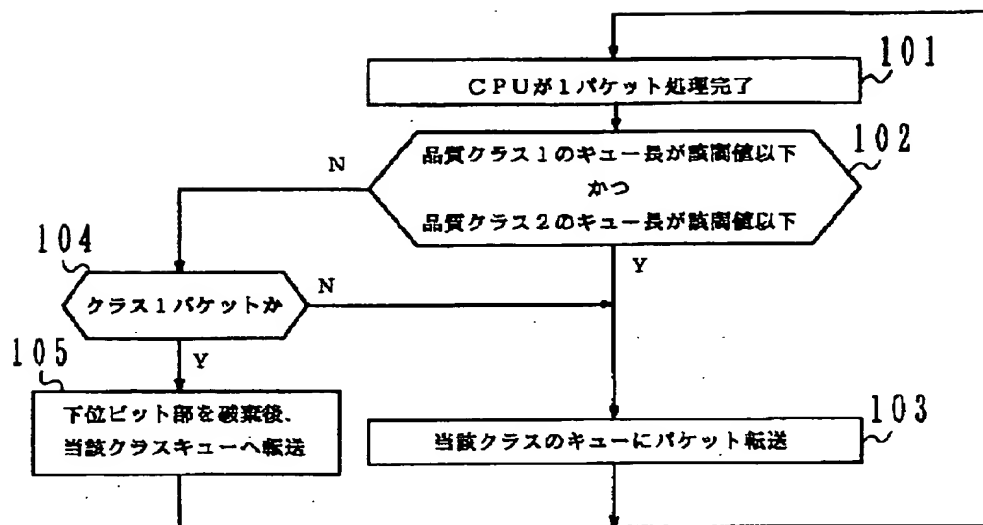 101
CPUが1パケット処理完了
102
品質クラス1のキュー長が該閾値以下
かつ
品質クラス2のキュー長が該閾値以下
N
Y
104
クラス1パケットか
N
Y
105
下位ビット部を破棄後、
当該クラスキューへ転送
103
当該クラスのキューにパケット転送